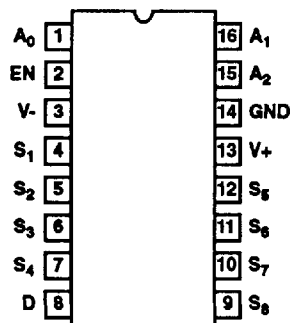 A0 1 16 A1
EN 2 15 A2
V- 3 14 GND
S1 4 13 V+
S2 5 12 S5
S3 6 11 S6
S4 7 10 S7
D 8 9 S8